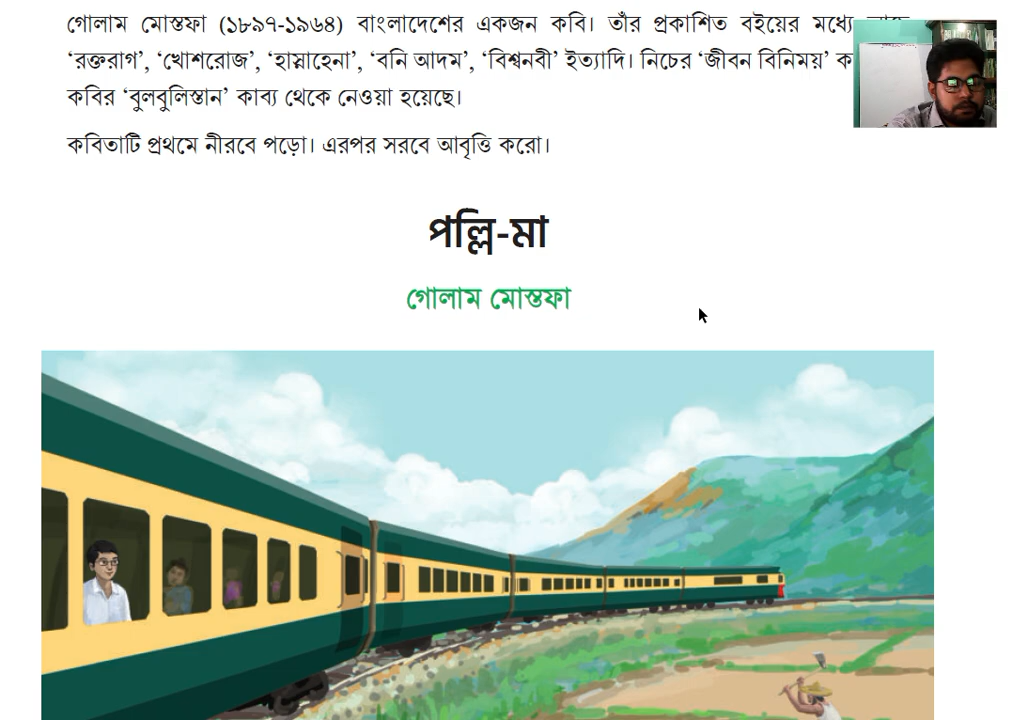 গোলাম মোস্তফা (১৮৯৭-১৯৬৪) বাংলাদেশের একজন কবি। তাঁর প্রকাশিত বইয়ের মধ্যে
‘রক্তরাগ’, ‘খোশরোজ’, ‘হাস্নাহেনা’, ‘বনি আদম’, ‘বিশ্বনবী’ ইত্যাদি। নিচের ‘জীবন বিনিময়’
কবির ‘বুলবুলিস্তান’ কাব্য থেকে নেওয়া হয়েছে।
কবিতাটি প্রথমে নীরবে পড়ো। এরপর সরবে আবৃত্তি করো।
পল্লি-মা
গোলাম মোস্তফা